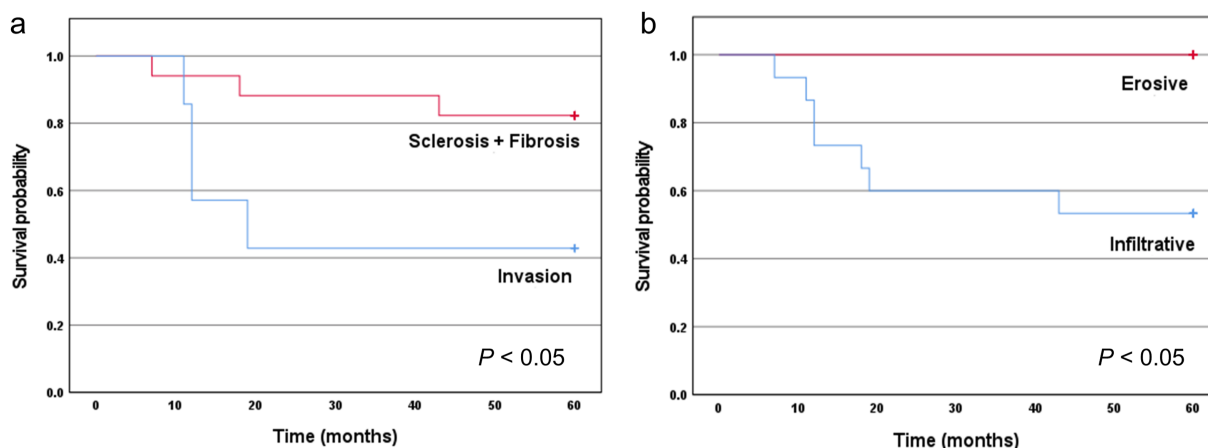 a
Survival probability
1.0
0.8
0.6
0.4
0.2
0.0
Sclerosis + Fibrosis
Invasion
P < 0.05
0 10 20 30 40 50 60
Time (months)
b
Survival probability
1.0
0.8
0.6
0.4
0.2
0.0
Erosive
Infiltrative
P < 0.05
0 10 20 30 40 50 60
Time (months)